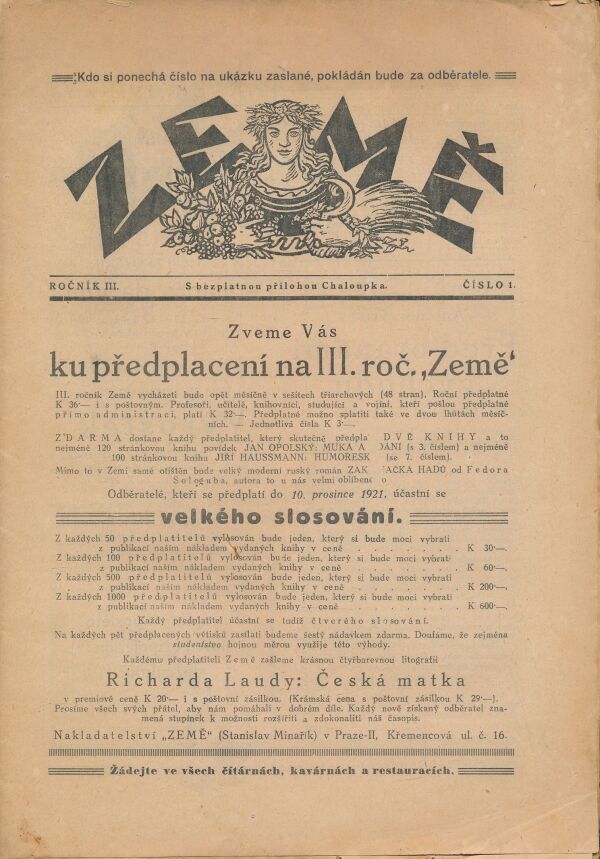 Kdo si ponechá číslo na ukázku zaslané, pokládán bude za odběratele.
ZEMĚ
ROČNÍK III. S bezplatnou přílohou Chaloupka. ČÍSLO 1.
Zveme Vás
ku předplacení na III. roč. „Země“
III. ročník Země vycházeti bude opět měsíčně v sešitech tříarchových (48 stran). Roční předplatné
K 36·— i s poštovným. Profesoři, učitelé, knihovníci, studující a vojíni, kteří pošlou předplatné
přímo administraci, platí K 32·—. Předplatné možno splatiti také ve dvou lhůtách měsíč-
ních. — Jednotlivá čísla K 3·—.
ZDARMA dostane každý předplatitel, který skutečně předpla DVĚ KNIHY a to
nejméně 120 stránkovou knihu povídek JAN OPOLSKÝ: MUKA A DÁNÍ (s 3. číslem) a nejméně
100 stránkovou knihu JIŘÍ HAUSSMANN: HUMORESK (se 7. číslem).
Mimo to v Zemi samé otištěn bude velký moderní ruský román ZAK AČKA HADŮ od Fedora
Sologuba, autora to u nás velmi oblíbeno o
Odběratelé, kteří se předplatí do 10. prosince 1921, účastní se
velkého slosování.
Z každých 50 předplatitelů vylosován bude jeden, který si bude moci vybrati
z publikací naším nákladem vydaných knihy v ceně . . . . . . K 30·—.
Z každých 100 předplatitelů vylosován bude jeden, který si bude moci vybrati
z publikací naším nákladem vydaných knihy v ceně . . . . . . K 60·—.
Z každých 500 předplatitelů vylosován bude jeden, který si bude moci vybrati
z publikací naším nákladem vydaných knihy v ceně . . . . . . K 200·—.
Z každých 1000 předplatitelů vylosován bude jeden, který si bude moci vybrati
z publikací naším nákladem vydaných knihy v ceně . . . . . . K 600·—.
Každý předplatitel účastní se tudíž čtverého slosování.
Na každých pět předplacených výtisků zasílati budeme šestý nádavkem zdarma. Doufáme, že zejména
studentstvo hojnou měrou využije této výhody.
Každému předplatiteli Země zašleme krásnou čtyřbarevnou litografii
Richarda Laudy: Česká matka
v premiové ceně K 20·— i s poštovní zásilkou. (Krámská cena s poštovní zásilkou K 29·—).
Prosíme všech svých přátel, aby nám pomáhali v dobrém díle. Každý nově získaný odběratel zna-
mená stupínek k možnosti rozšířiti a zdokonaliti náš časopis.
Nakladatelství „ZEMĚ“ (Stanislav Minařík) v Praze-II, Křemencová ul. č. 16.
Žádejte ve všech čítárnách, kavárnách a restauracích.